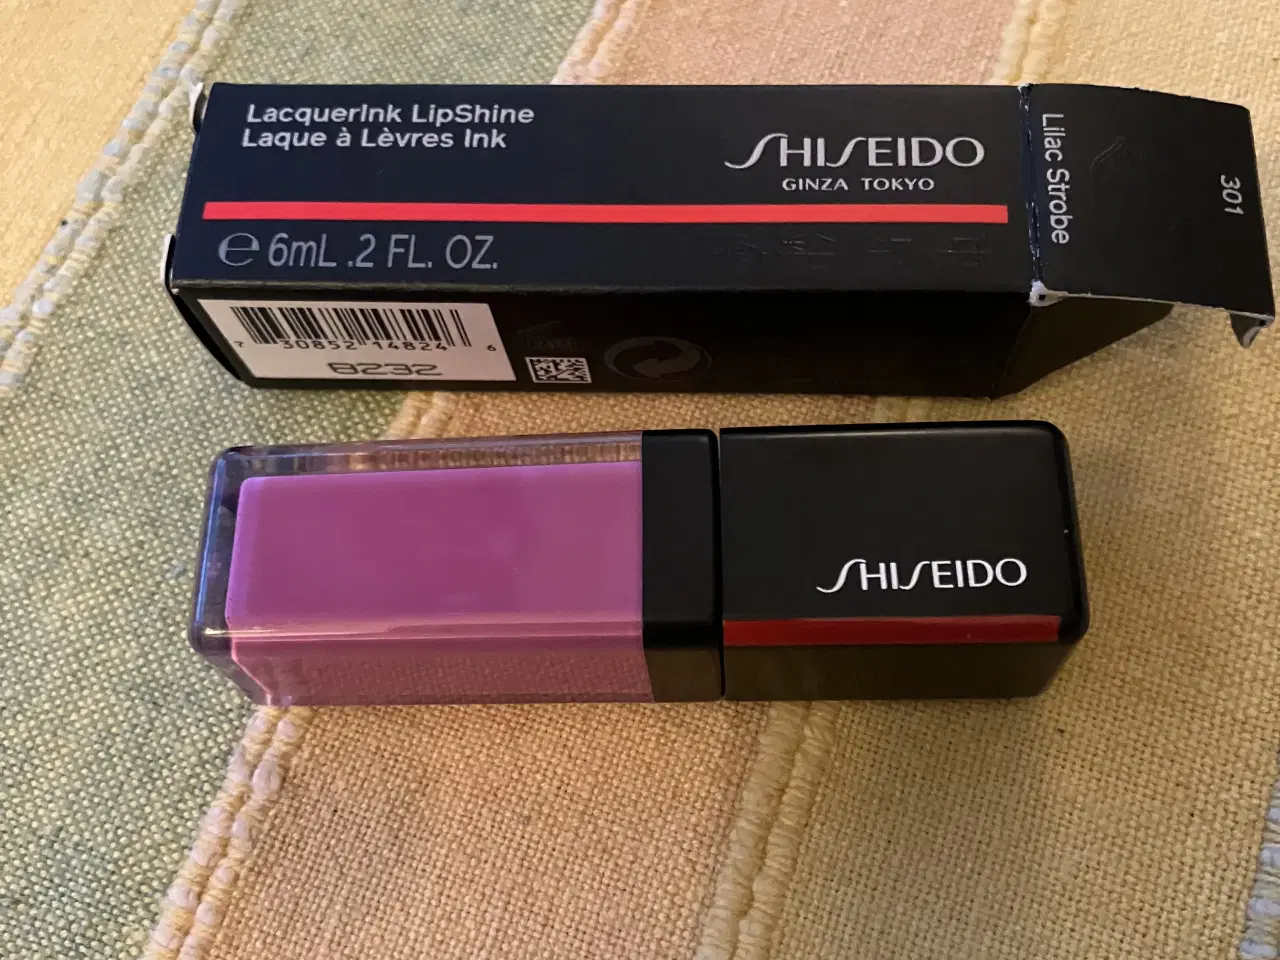 LacquerInk LipShine
Laque à Lèvres Ink
SHISEIDO
GINZA TOKYO
e 6mL .2 FL. OZ.
Lilac Strobe
301
7 30852 14824 6
8232
SHISEIDO